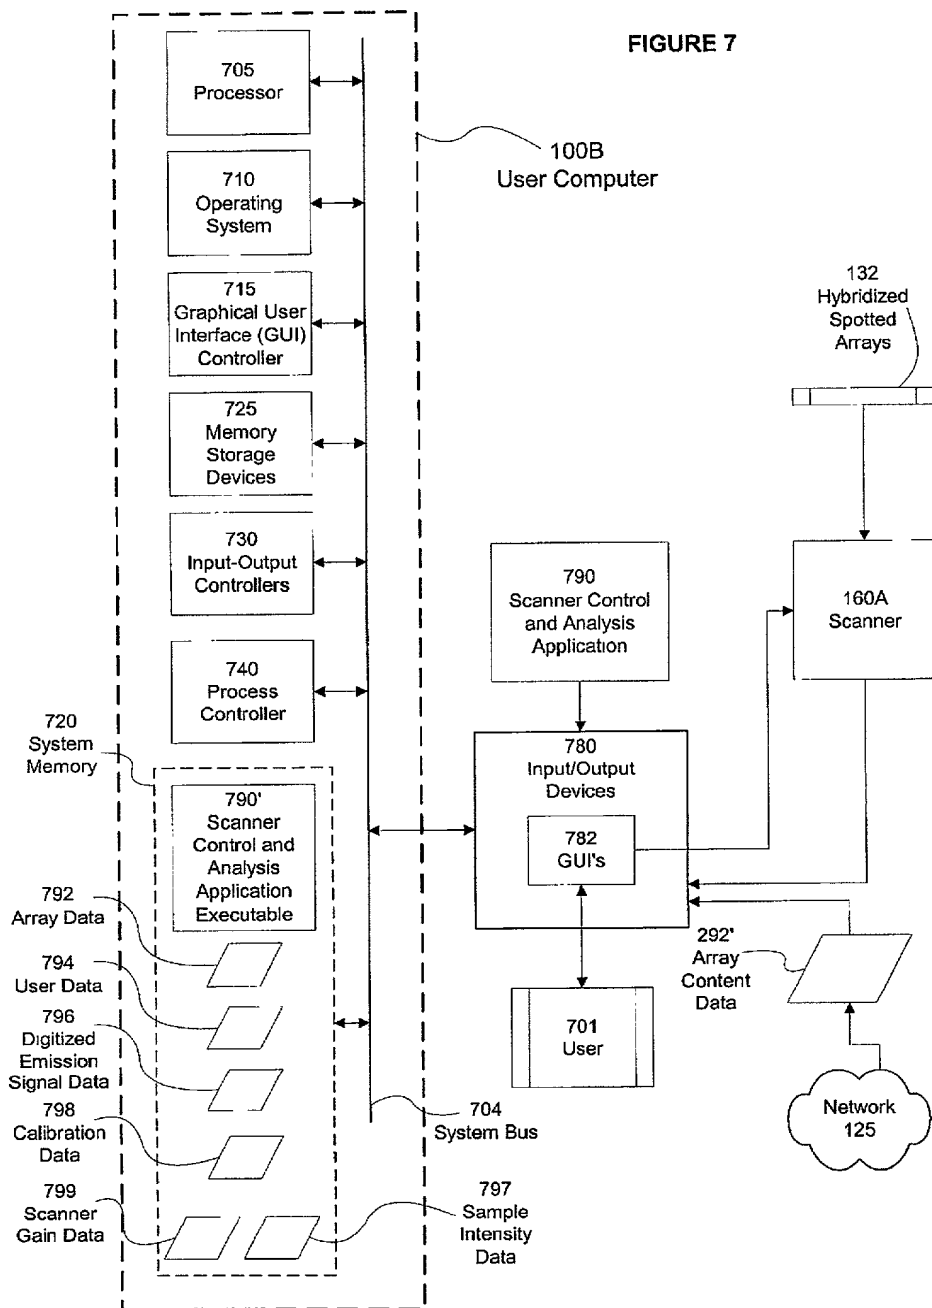 FIGURE 7
705
Processor
100B
User Computer
710
Operating
System
132
Hybridized
Spotted
Arrays
715
Graphical User
Interface (GUI)
Controller
725
Memory
Storage
Devices
730
Input-Output
Controllers
790
Scanner Control
and Analysis
Application
160A
Scanner
740
Process
Controller
720
System
Memory
780
Input/Output
Devices
782
GUI's
790'
Scanner
Control and
Analysis
Application
Executable
792
Array Data
794
User Data
292'
Array
Content
Data
796
Digitized
Emission
Signal Data
701
User
704
System Bus
Network
125
798
Calibration
Data
799
Scanner
Gain Data
797
Sample
Intensity
Data